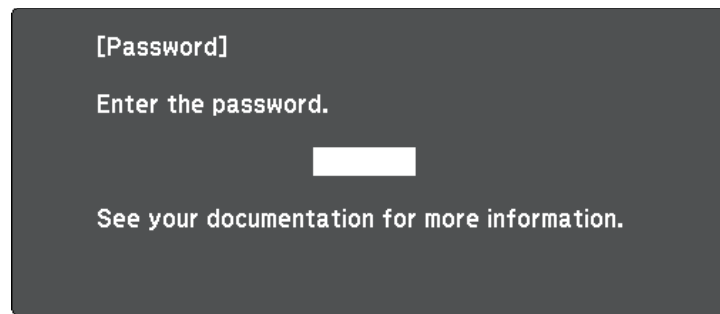 [Password]
Enter the password.
See your documentation for more information.